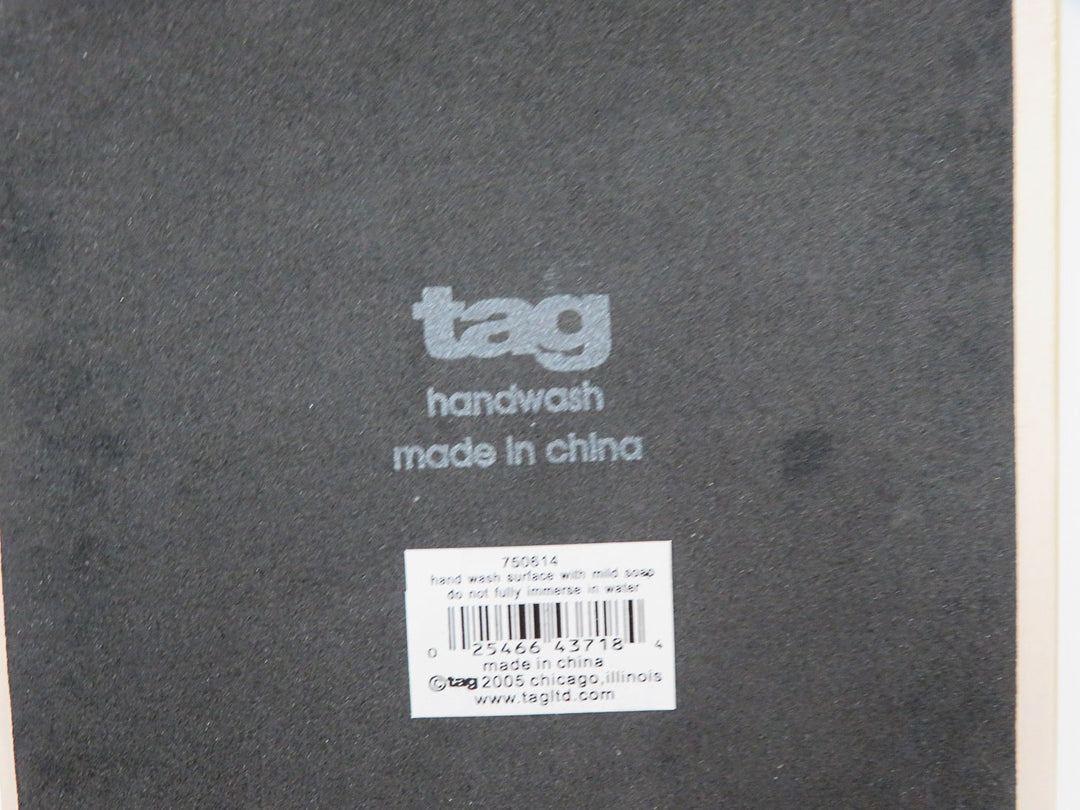 tag
handwash
made in china
750614
hand wash surface with mild soap
do not fully immerse in water
0 25466 43718 4
made in china
©tag 2005 chicago, illinois
www.tagltd.com